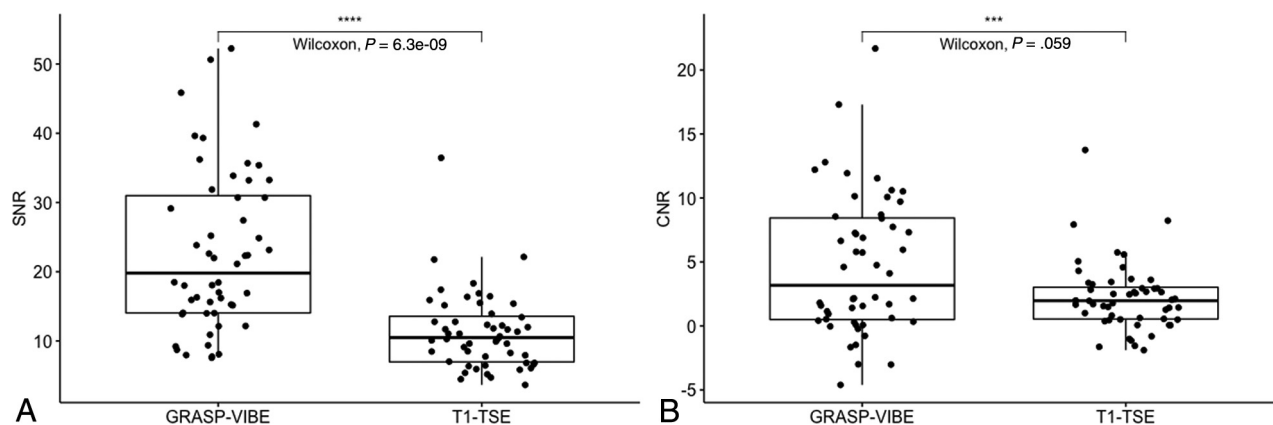 ****
Wilcoxon, P = 6.3e-09
50
40
30
20
10
SNR
GRASP-VIBE T1-TSE
A
***
Wilcoxon, P = .059
20
15
10
5
0
-5
CNR
GRASP-VIBE T1-TSE
B